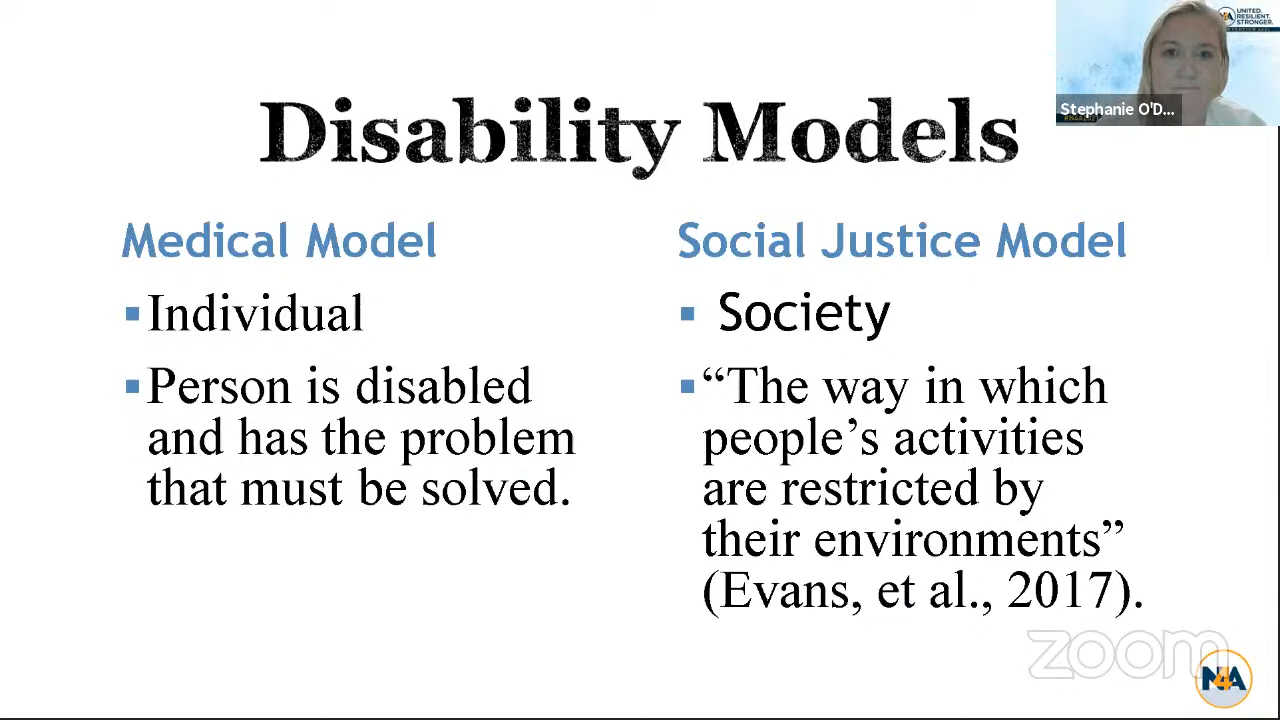 UNITED.
RESILIENT.
STRONGER.
Stephanie O'D...
Disability Models
Medical Model
▪ Individual
▪ Person is disabled
and has the problem
that must be solved.
Social Justice Model
▪ Society
▪ “The way in which
people’s activities
are restricted by
their environments”
(Evans, et al., 2017).
zoom
N4A